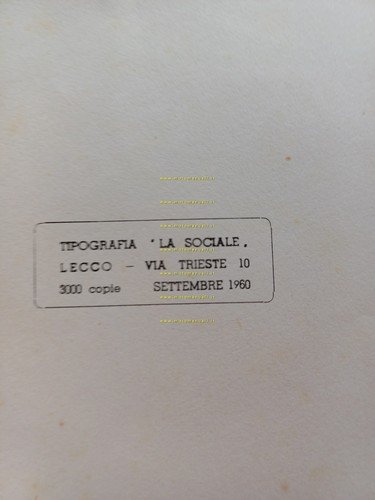 TIPOGRAFIA ' LA SOCIALE ,
LECCO - VIA TRIESTE 10
3000 copie SETTEMBRE 1960